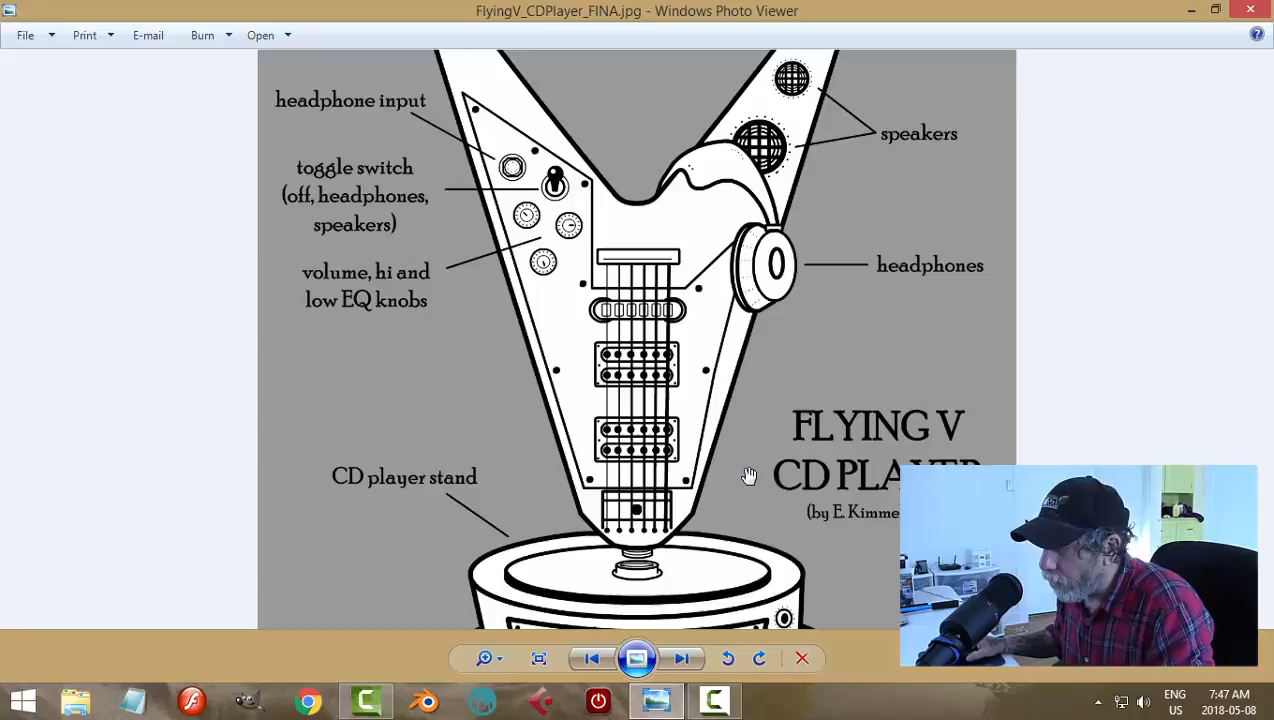 FlyingV_CDPlayer_FINA.jpg - Windows Photo Viewer
File Print E-mail Burn Open
headphone input
speakers
toggle switch
(off, headphones,
speakers)
volume, hi and
low EQ knobs
headphones
FLYING V
CD player stand
CD
(by E.
ENG 7:47 AM
US 2018-05-08